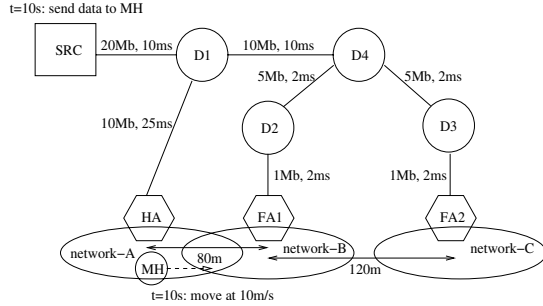 t=10s: send data to MH
SRC
20Mb, 10ms
D1
10Mb, 10ms
D4
5Mb, 2ms
5Mb, 2ms
10Mb, 25ms
D2
D3
1Mb, 2ms
1Mb, 2ms
HA
FA1
FA2
network-A
80m
network-B
network-C
MH
120m
t=10s: move at 10m/s